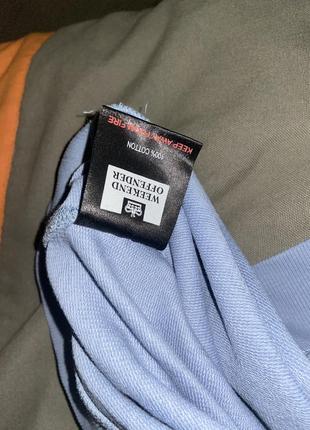 WEEKEND
OFFENDER
100% COTTON
KEEP AWAY FROM FIRE